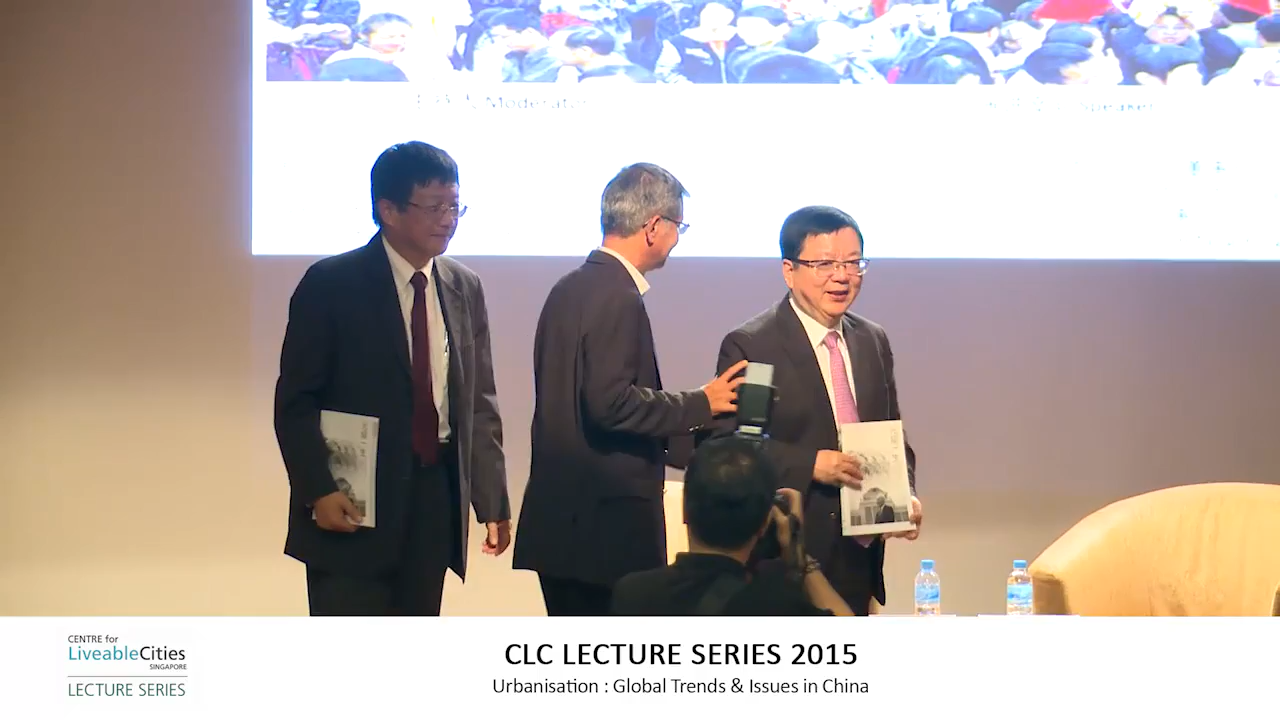 Moderator
Speaker
CENTRE for
LiveableCities
SINGAPORE
LECTURE SERIES
CLC LECTURE SERIES 2015
Urbanisation : Global Trends & Issues in China